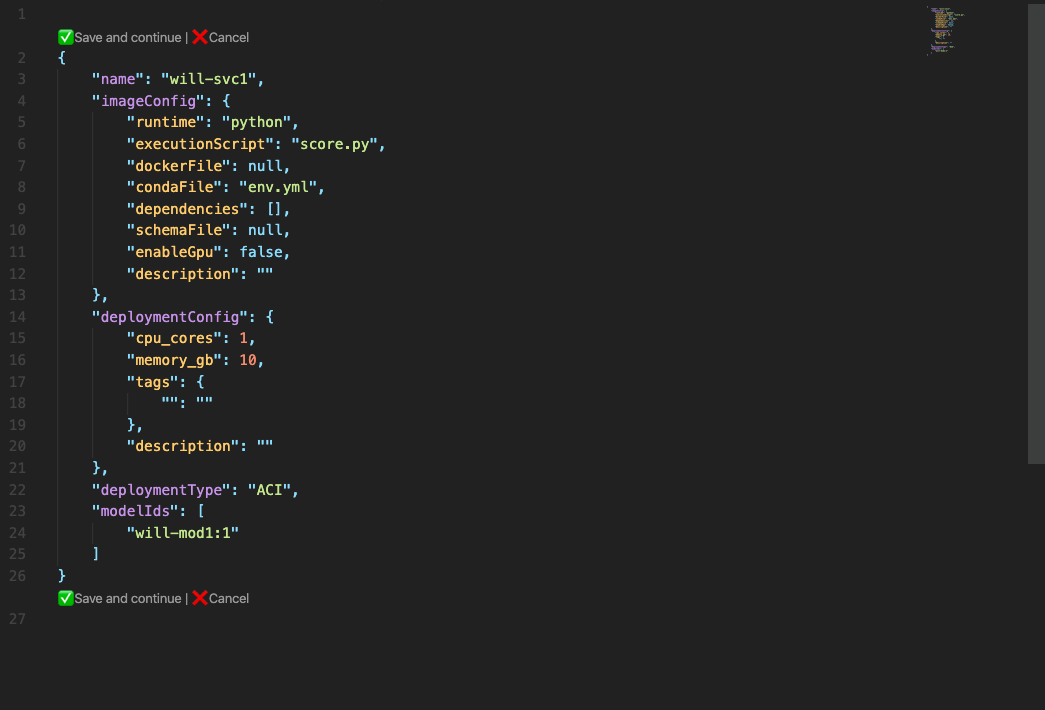 1
✅Save and continue | ❌Cancel
2 {
3     "name": "will-svc1",
4     "imageConfig": {
5         "runtime": "python",
6         "executionScript": "score.py",
7         "dockerFile": null,
8         "condaFile": "env.yml",
9         "dependencies": [],
10         "schemaFile": null,
11         "enableGpu": false,
12         "description": ""
13     },
14     "deploymentConfig": {
15         "cpu_cores": 1,
16         "memory_gb": 10,
17         "tags": {
18             "": ""
19         },
20         "description": ""
21     },
22     "deploymentType": "ACI",
23     "modelIds": [
24         "will-mod1:1"
25     ]
26 }
✅Save and continue | ❌Cancel
27